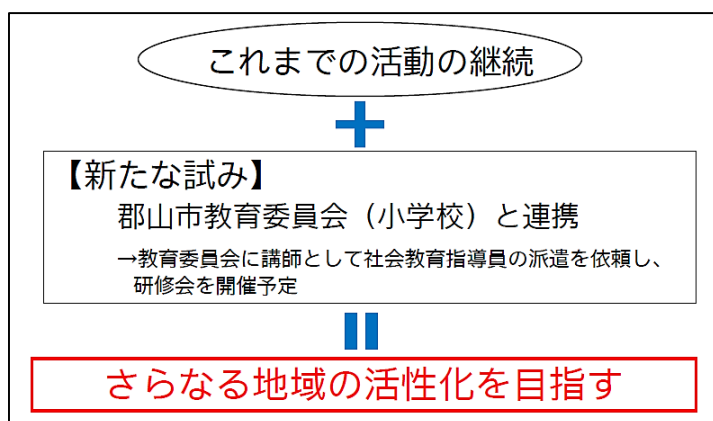 これまでの活動の継続
【新たな試み】
郡山市教育委員会（小学校）と連携
→教育委員会に講師として社会教育指導員の派遣を依頼し、
研修会を開催予定
さらなる地域の活性化を目指す